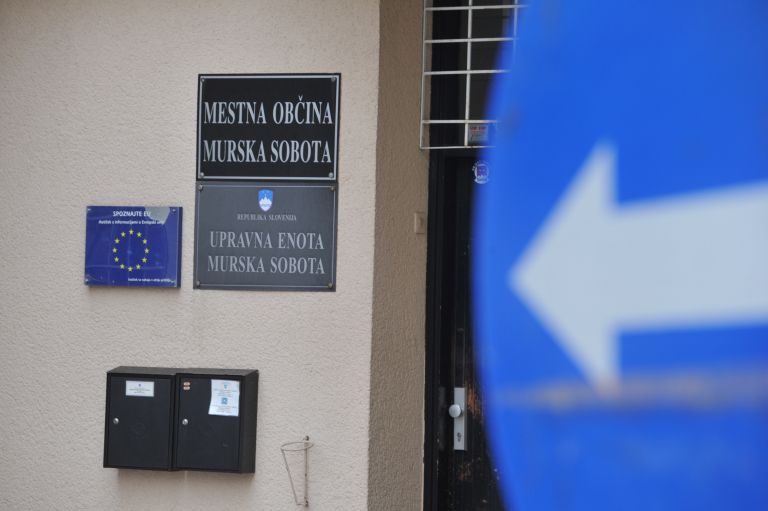 MESTNA OBČINA
MURSKA SOBOTA
REPUBLIKA SLOVENIJA
UPRAVNA ENOTA
MURSKA SOBOTA
SPOZNAJTE EU